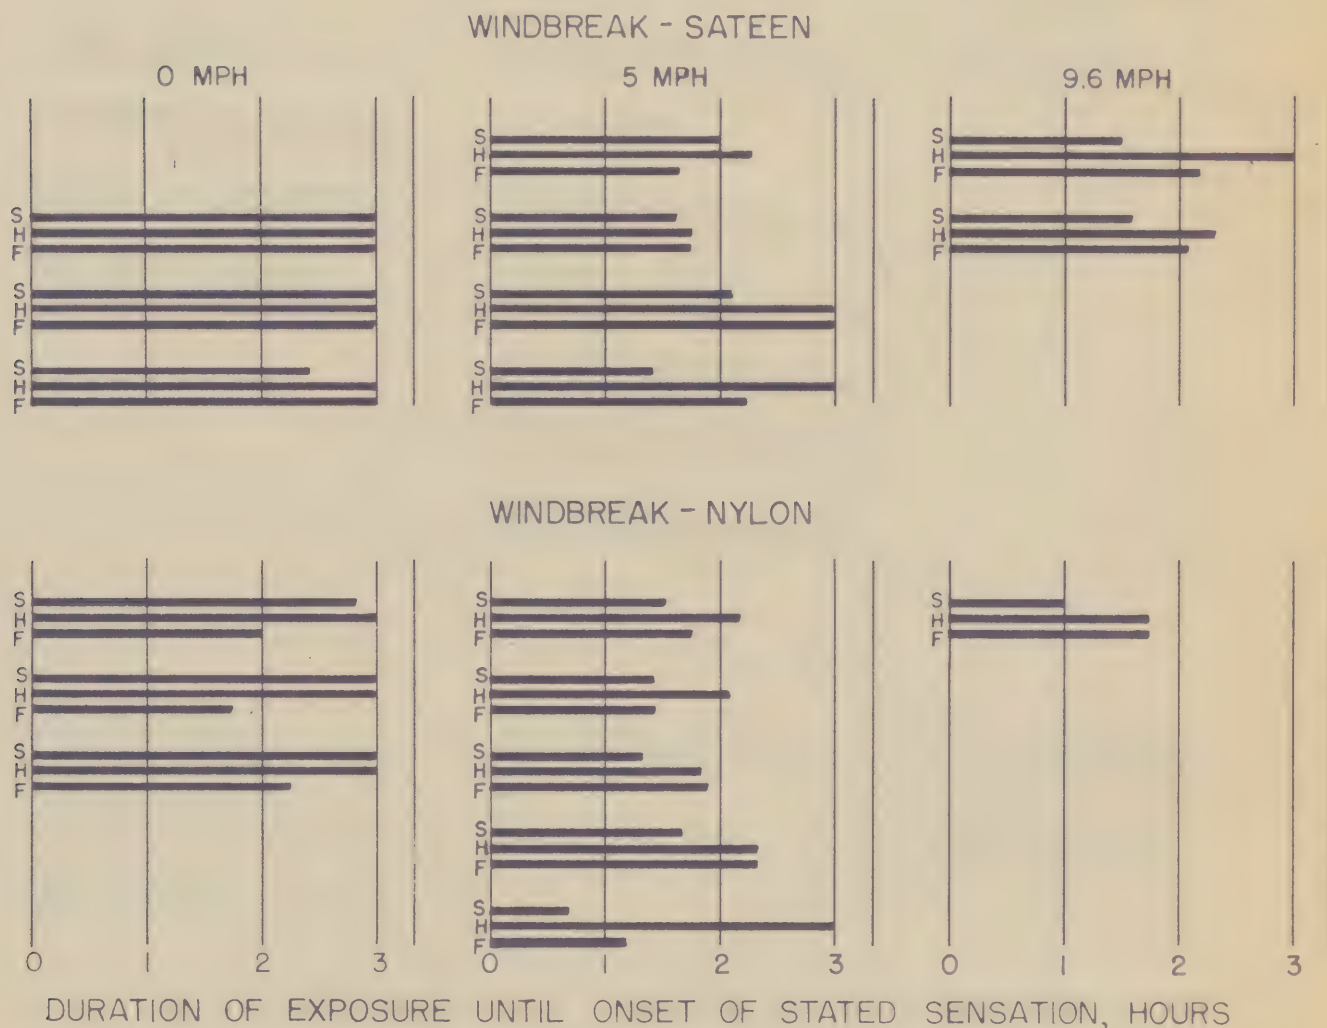 WINDBREAK - SATEEN
0 MPH
5 MPH
9.6 MPH
S
H
F
S
H
F
S
H
F
S
H
F
S
H
F
S
H
F
S
H
F
S
H
F
S
H
F
WINDBREAK - NYLON
S
H
F
S
H
F
S
H
F
S
H
F
S
H
F
S
H
F
S
H
F
S
H
F
S
H
F
0 1 2 3
0 1 2 3
0 1 2 3
DURATION OF EXPOSURE UNTIL ONSET OF STATED SENSATION, HOURS